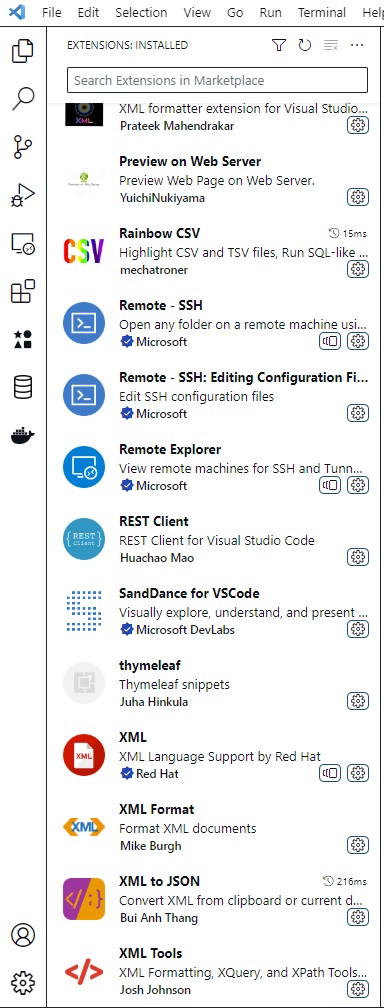 File Edit Selection View Go Run Terminal Help
EXTENSIONS: INSTALLED
Search Extensions in Marketplace
XML
XML formatter extension for Visual Studio...
Prateek Mahendrakar
Preview on Web Server
Preview Web Page on Web Server.
YuichiNukiyama
CSV
Rainbow CSV 15ms
Highlight CSV and TSV files, Run SQL-like ...
mechatroner
Remote - SSH
Open any folder on a remote machine usi...
Microsoft
Remote - SSH: Editing Configuration Fi...
Edit SSH configuration files
Microsoft
Remote Explorer
View remote machines for SSH and Tunn...
Microsoft
{REST}
Client
REST Client
REST Client for Visual Studio Code
Huachao Mao
SandDance for VSCode
Visually explore, understand, and present ...
Microsoft DevLabs
thymeleaf
Thymeleaf snippets
Juha Hinkula
XML
XML
XML Language Support by Red Hat
Red Hat
XML
XML Format
Format XML documents
Mike Burgh
</;}
XML to JSON 216ms
Convert XML from clipboard or current d...
Bui Anh Thang
</>
XML Tools
XML Formatting, XQuery, and XPath Tools...
Josh Johnson